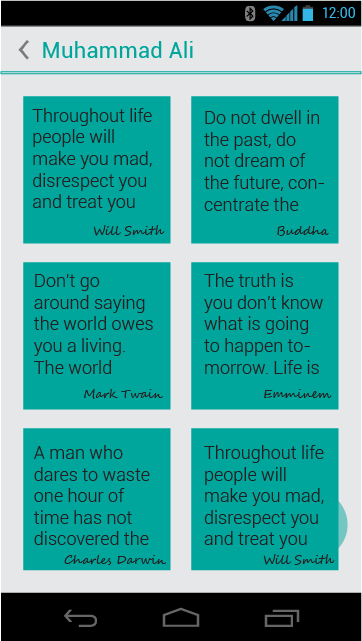 12:00
Muhammad Ali
Throughout life
people will
make you mad,
disrespect you
and treat you
Will Smith
Do not dwell in
the past, do
not dream of
the future, con-
centrate the
Buddha
Don't go
around saying
the world owes
you a living.
The world
Mark Twain
The truth is
you don't know
what is going
to happen to-
morrow. Life is
Emminem
A man who
dares to waste
one hour of
time has not
discovered the
Charles Darwin
Throughout life
people will
make you mad,
disrespect you
and treat you
Will Smith